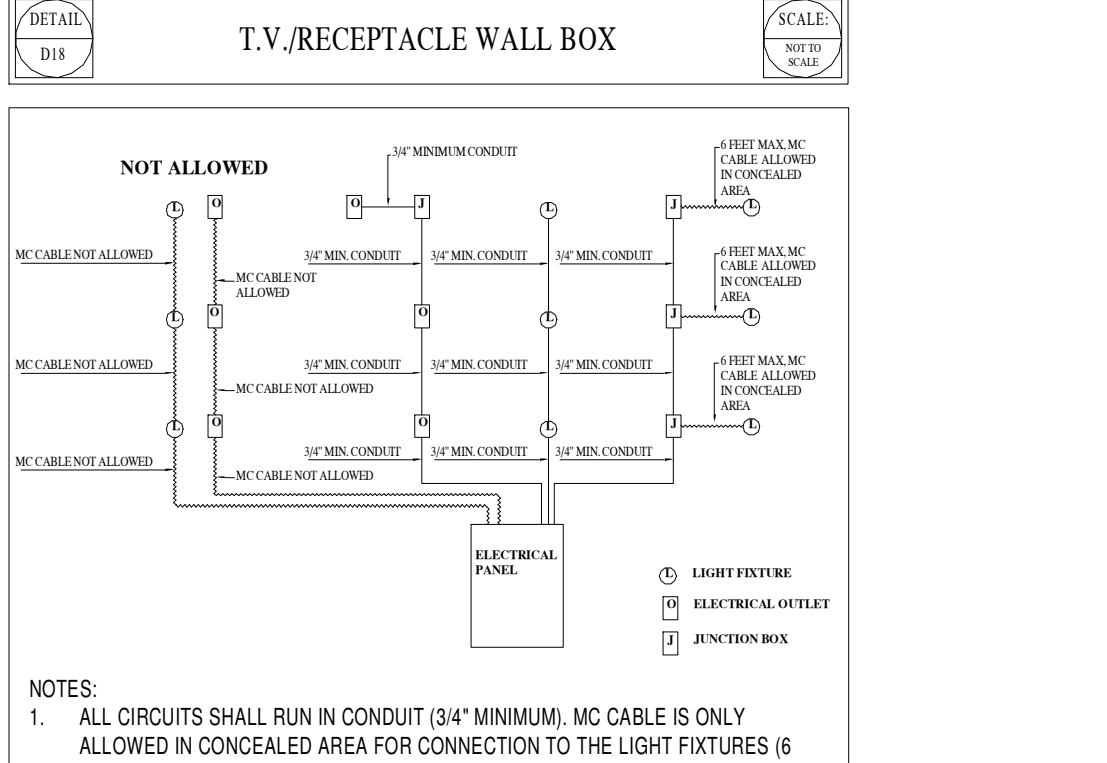 DETAIL
D18
T.V./RECEPTACLE WALL BOX
SCALE:
NOT TO
SCALE
NOT ALLOWED
3/4" MINIMUM CONDUIT
6 FEET MAX, MC
CABLE ALLOWED
IN CONCEALED
AREA
L
O
O
J
L
J
L
MC CABLE NOT ALLOWED
MC CABLE NOT
ALLOWED
3/4" MIN. CONDUIT
3/4" MIN. CONDUIT
3/4" MIN. CONDUIT
6 FEET MAX, MC
CABLE ALLOWED
IN CONCEALED
AREA
L
O
O
L
J
L
MC CABLE NOT ALLOWED
MC CABLE NOT ALLOWED
3/4" MIN. CONDUIT
3/4" MIN. CONDUIT
3/4" MIN. CONDUIT
6 FEET MAX, MC
CABLE ALLOWED
IN CONCEALED
AREA
L
O
O
L
J
L
MC CABLE NOT ALLOWED
MC CABLE NOT ALLOWED
3/4" MIN. CONDUIT
3/4" MIN. CONDUIT
3/4" MIN. CONDUIT
ELECTRICAL
PANEL
L LIGHT FIXTURE
O ELECTRICAL OUTLET
J JUNCTION BOX
NOTES:
1. ALL CIRCUITS SHALL RUN IN CONDUIT (3/4" MINIMUM). MC CABLE IS ONLY
ALLOWED IN CONCEALED AREA FOR CONNECTION TO THE LIGHT FIXTURES (6